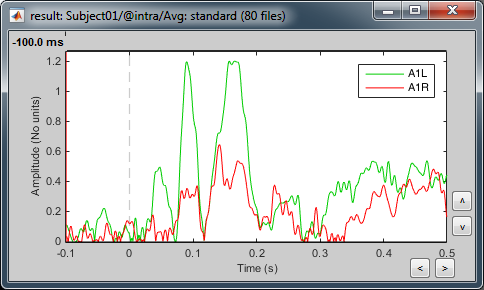 result: Subject01/@intra/Avg: standard (80 files)
-100.0 ms
1.2
1
0.8
0.6
0.4
0.2
0
Amplitude (No units)
A1L
A1R
-0.1 0 0.1 0.2 0.3 0.4 0.5
Time (s)